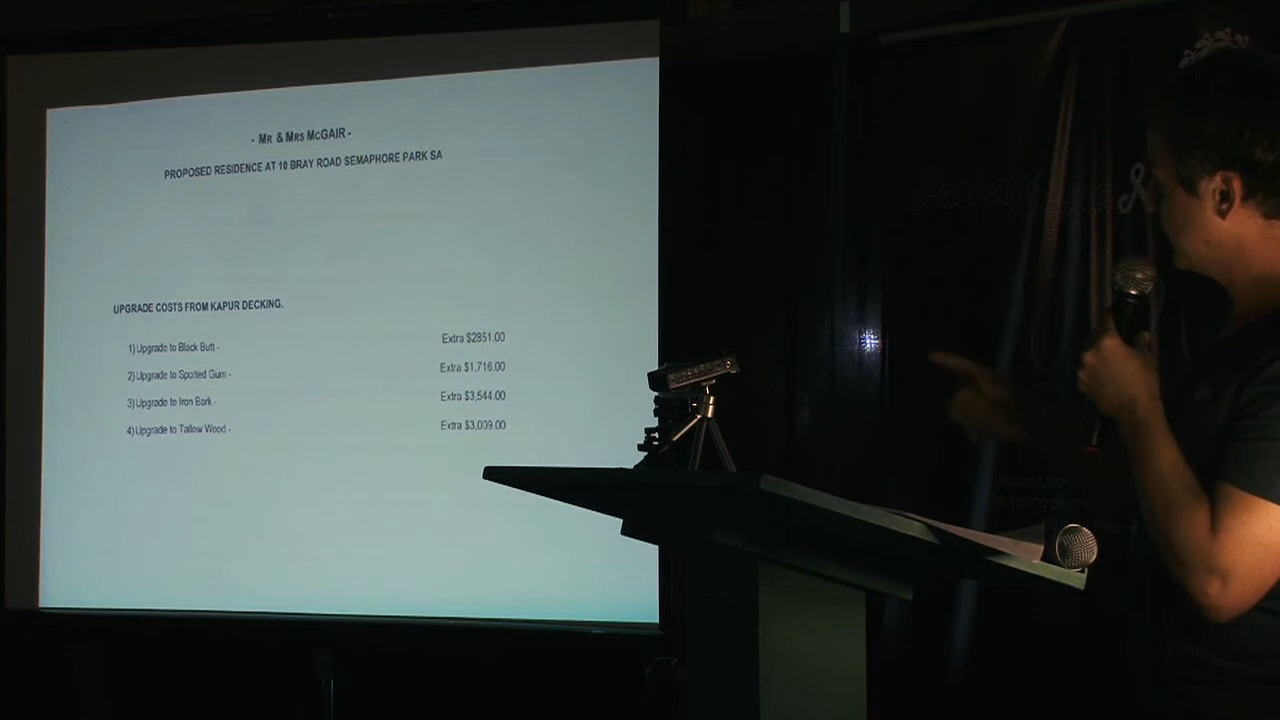 - MR & MRS MCGAIR -
PROPOSED RESIDENCE AT 10 BRAY ROAD SEMAPHORE PARK SA
UPGRADE COSTS FROM KAPUR DECKING.
1) Upgrade to Black Butt - Extra $2851.00
2) Upgrade to Spotted Gum - Extra $1,716.00
3) Upgrade to Iron Bark - Extra $3,544.00
4) Upgrade to Tallow Wood - Extra $3,009.00
&